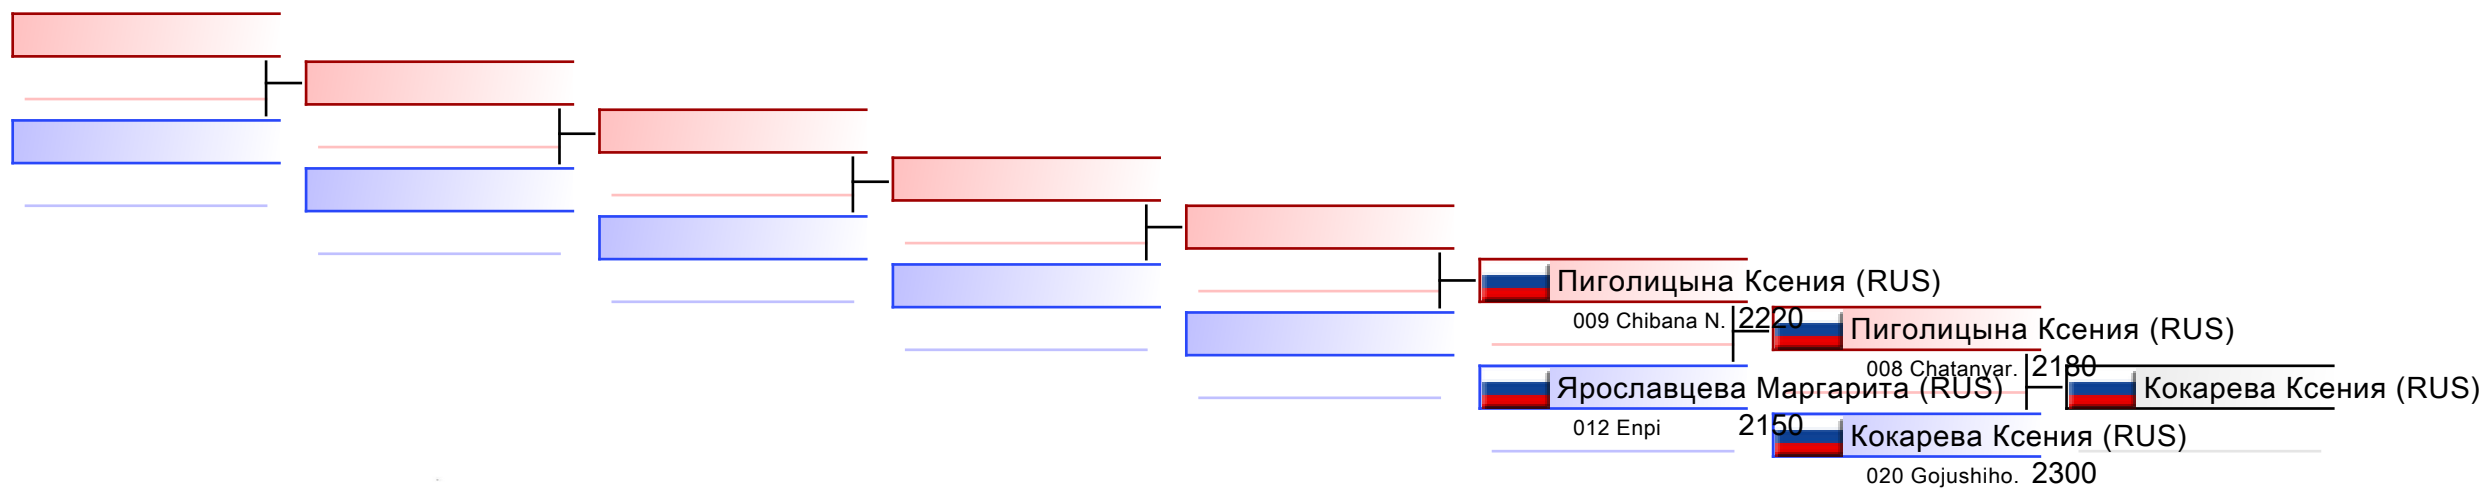 Пиголицына Ксения (RUS)
009 Chibana N. 2220
Ярославцева Маргарита (RUS)
012 Enpi 2150
Пиголицына Ксения (RUS)
008 Chatanyar. 2180
Кокарева Ксения (RUS)
020 Gojushiho. 2300
Кокарева Ксения (RUS)